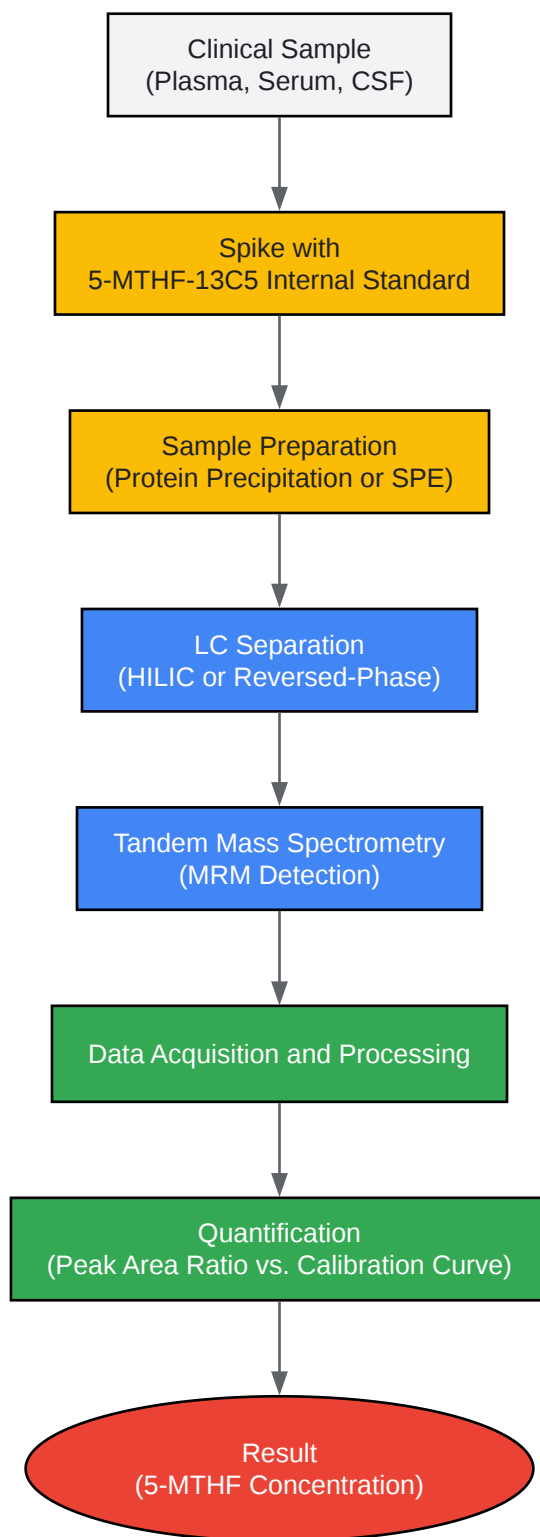 Clinical Sample
(Plasma, Serum, CSF)
Spike with
5-MTHF-13C5 Internal Standard
Sample Preparation
(Protein Precipitation or SPE)
LC Separation
(HILIC or Reversed-Phase)
Tandem Mass Spectrometry
(MRM Detection)
Data Acquisition and Processing
Quantification
(Peak Area Ratio vs. Calibration Curve)
Result
(5-MTHF Concentration)